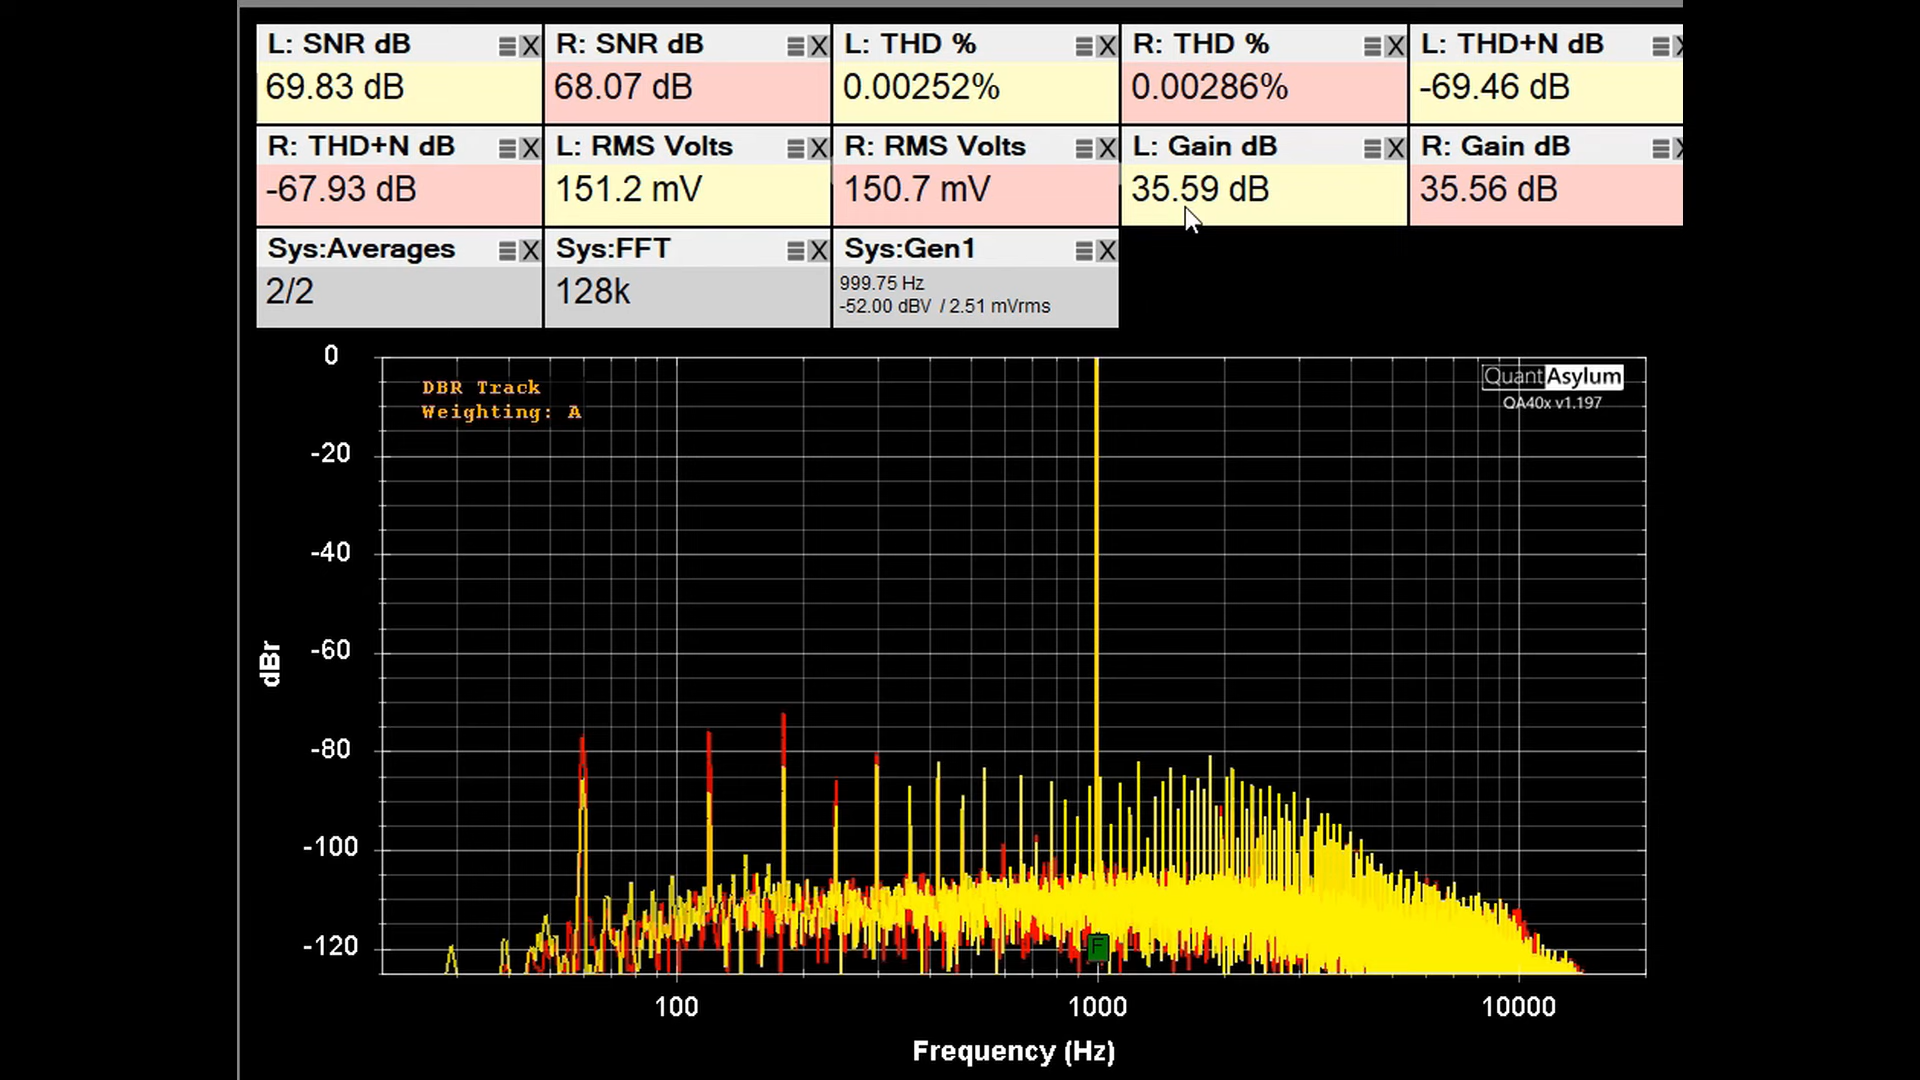 L: SNR dB
69.83 dB
R: SNR dB
68.07 dB
L: THD %
0.00252%
R: THD %
0.00286%
L: THD+N dB
-69.46 dB
R: THD+N dB
-67.93 dB
L: RMS Volts
151.2 mV
R: RMS Volts
150.7 mV
L: Gain dB
35.59 dB
R: Gain dB
35.56 dB
Sys:Averages
2/2
Sys:FFT
128k
Sys:Gen1
999.75 Hz
-52.00 dBV / 2.51 mVrms
DBR Track
Weighting: A
QuantAsylum
QA40x v1.197
0
-20
-40
-60
-80
-100
-120
dBr
F
100
1000
10000
Frequency (Hz)